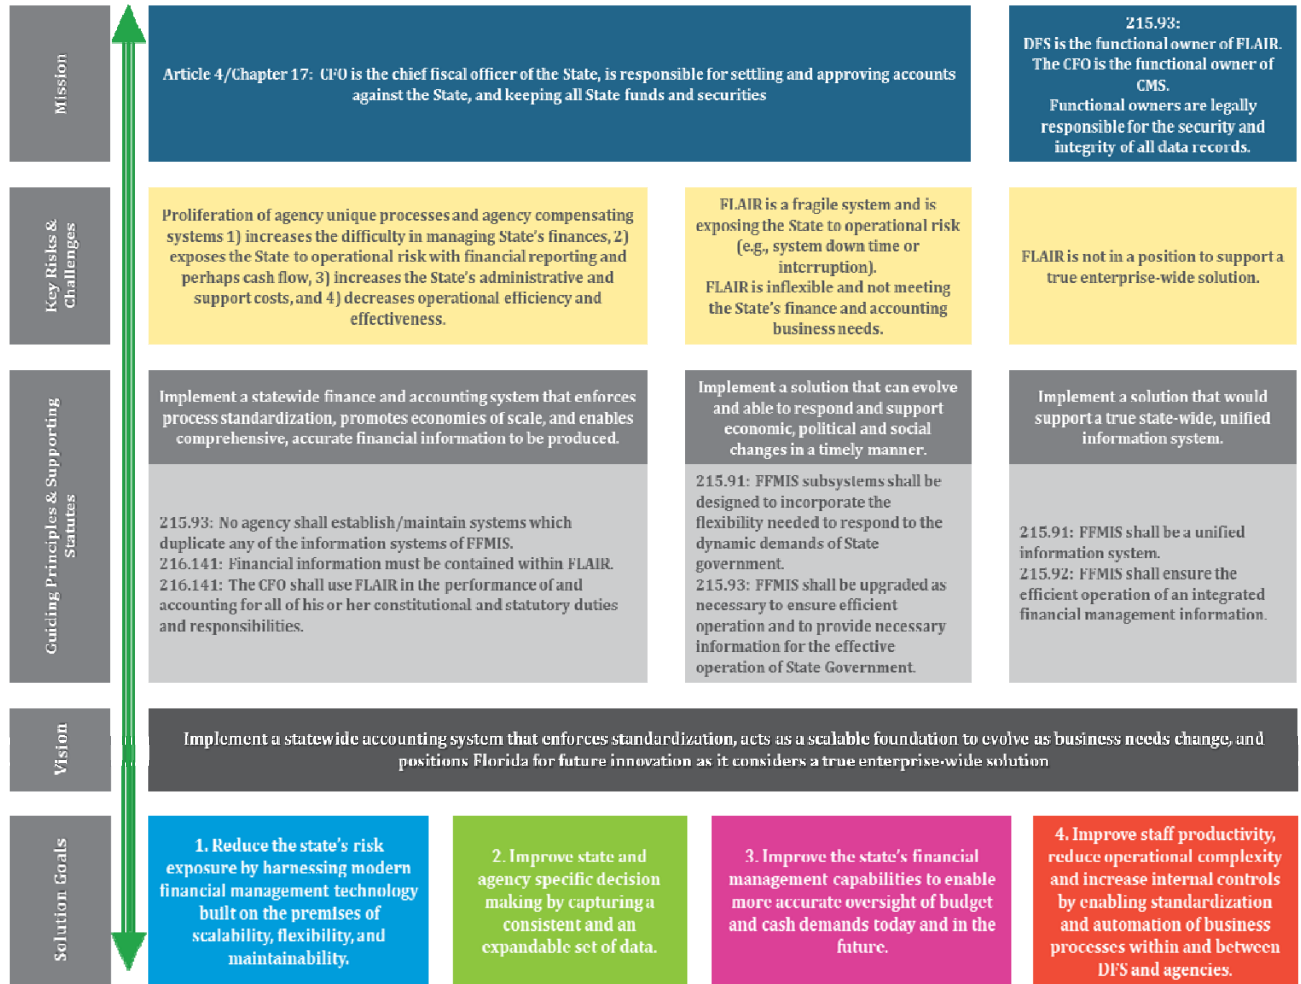 Mission
Article 4/Chapter 17: CFO is the chief fiscal officer of the State, is responsible for settling and approving accounts
against the State, and keeping all State funds and securities
215.93:
DFS is the functional owner of FLAIR.
The CFO is the functional owner of
CMS.
Functional owners are legally
responsible for the security and
integrity of all data records.
Key Risks &
Challenges
Proliferation of agency unique processes and agency compensating
systems 1) increases the difficulty in managing State's finances, 2)
exposes the State to operational risk with financial reporting and
perhaps cash flow, 3) increases the State's administrative and
support costs, and 4) decreases operational efficiency and
effectiveness.
FLAIR is a fragile system and is
exposing the State to operational risk
(e.g., system down time or
interruption).
FLAIR is inflexible and not meeting
the State's finance and accounting
business needs.
FLAIR is not in a position to support a
true enterprise-wide solution.
Guiding Principles & Supporting
Statutes
Implement a statewide finance and accounting system that enforces
process standardization, promotes economies of scale, and enables
comprehensive, accurate financial information to be produced.
215.93: No agency shall establish/maintain systems which
duplicate any of the information systems of FFMIS.
216.141: Financial information must be contained within FLAIR.
216.141: The CFO shall use FLAIR in the performance of and
accounting for all of his or her constitutional and statutory duties
and responsibilities.
Implement a solution that can evolve
and able to respond and support
economic, political and social
changes in a timely manner.
215.91: FFMIS subsystems shall be
designed to incorporate the
flexibility needed to respond to the
dynamic demands of State
government.
215.93: FFMIS shall be upgraded as
necessary to ensure efficient
operation and to provide necessary
information for the effective
operation of State Government.
Implement a solution that would
support a true state-wide, unified
information system.
215.91: FFMIS shall be a unified
information system.
215.92: FFMIS shall ensure the
efficient operation of an integrated
financial management information.
Vision
Implement a statewide accounting system that enforces standardization, acts as a scalable foundation to evolve as business needs change, and
positions Florida for future innovation as it considers a true enterprise-wide solution
Solution Goals
1. Reduce the state's risk
exposure by harnessing modern
financial management technology
built on the premises of
scalability, flexibility, and
maintainability.
2. Improve state and
agency specific decision
making by capturing a
consistent and an
expandable set of data.
3. Improve the state's financial
management capabilities to enable
more accurate oversight of budget
and cash demands today and in the
future.
4. Improve staff productivity,
reduce operational complexity
and increase internal controls
by enabling standardization
and automation of business
processes within and between
DFS and agencies.